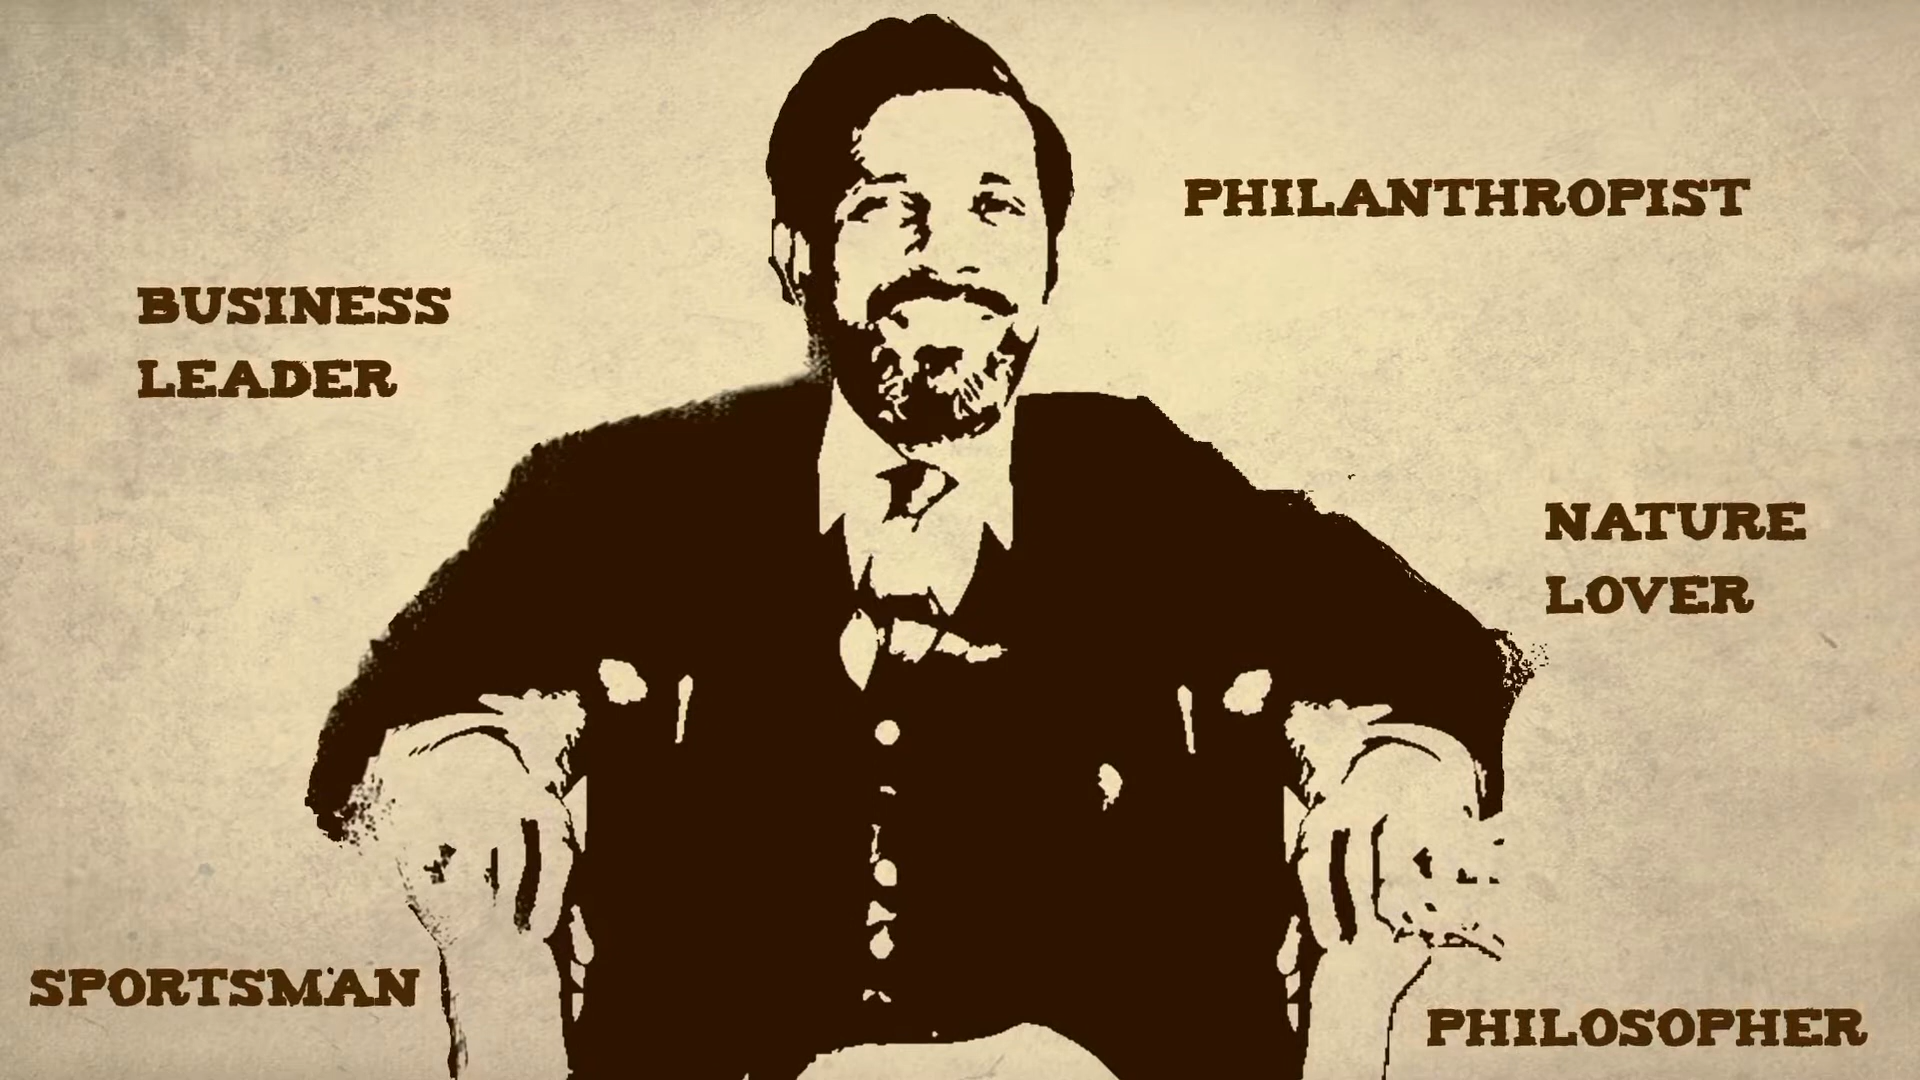 PHILANTHROPIST
BUSINESS
LEADER
NATURE
LOVER
SPORTSMAN
PHILOSOPHER